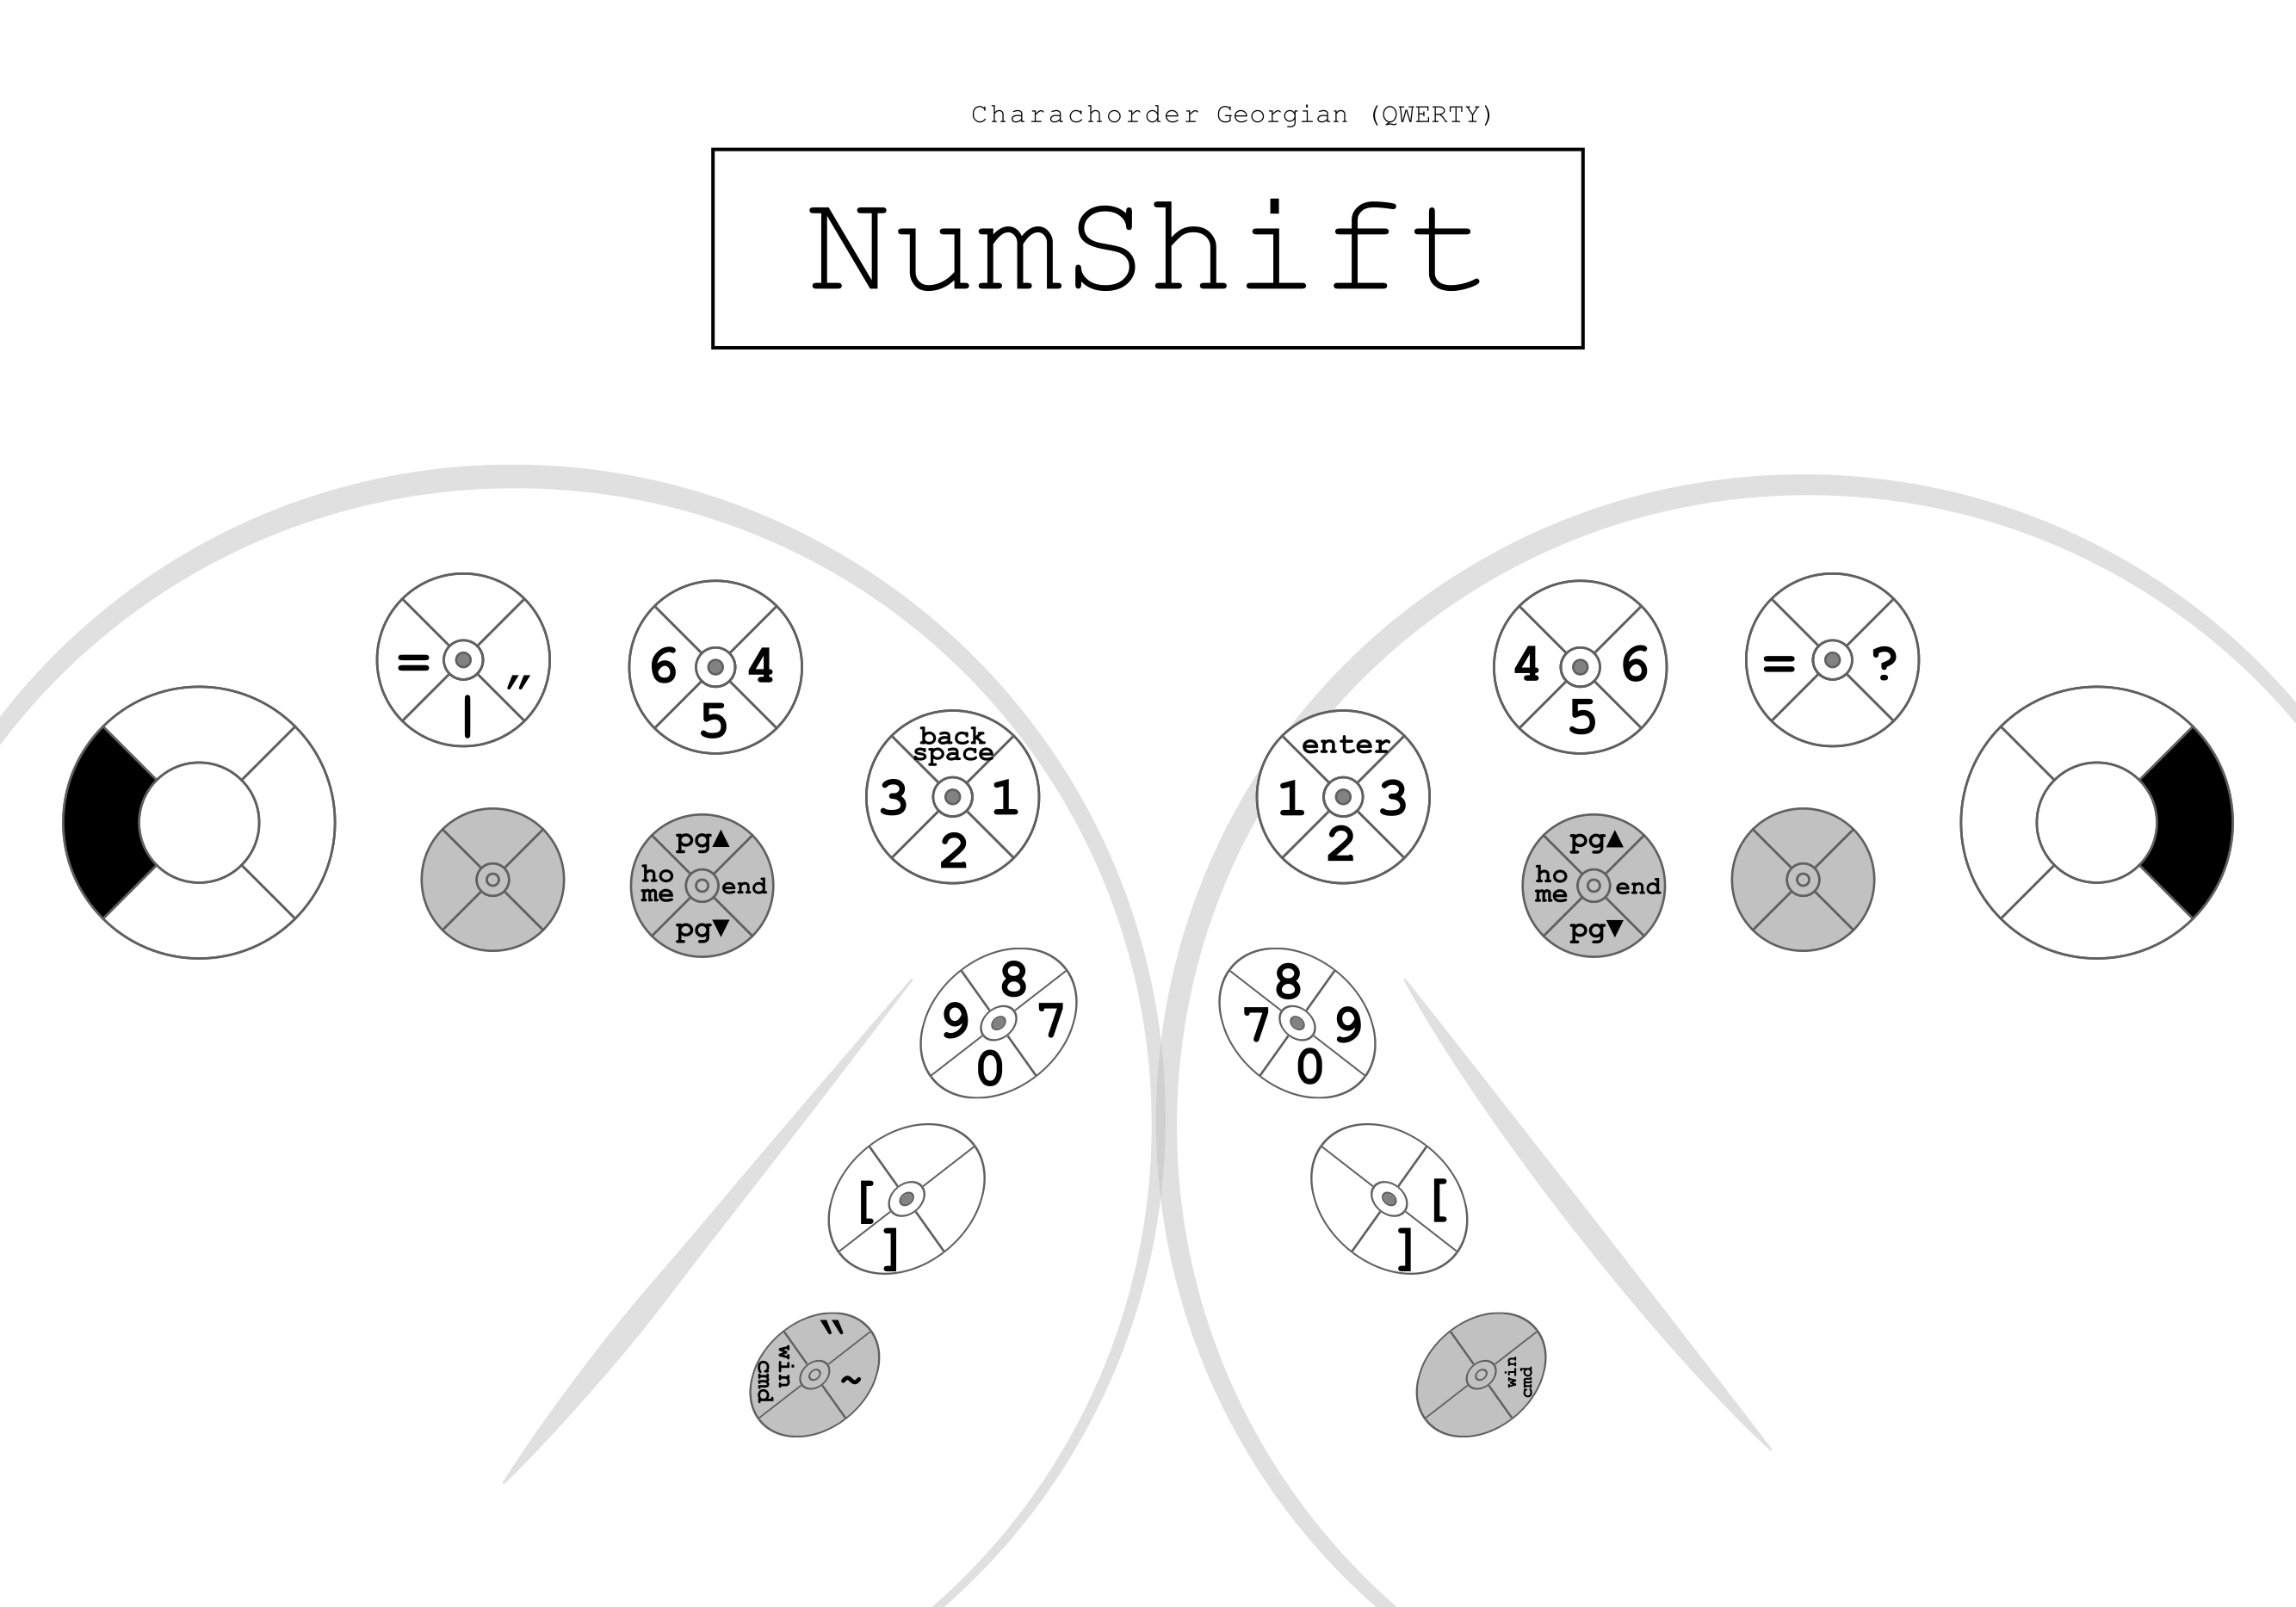 Charachorder Georgian (QWERTY)
NumShift
= " |
6 4 5
4 6 5
= ?
back
space
3 1
2
enter
1 3
2
pg▲
ho
me
end
pg▼
pg▲
ho
me
end
pg▼
8
9 7
0
8
7 9
0
[
]
[
]
"
win
cmd
~
win
cmd